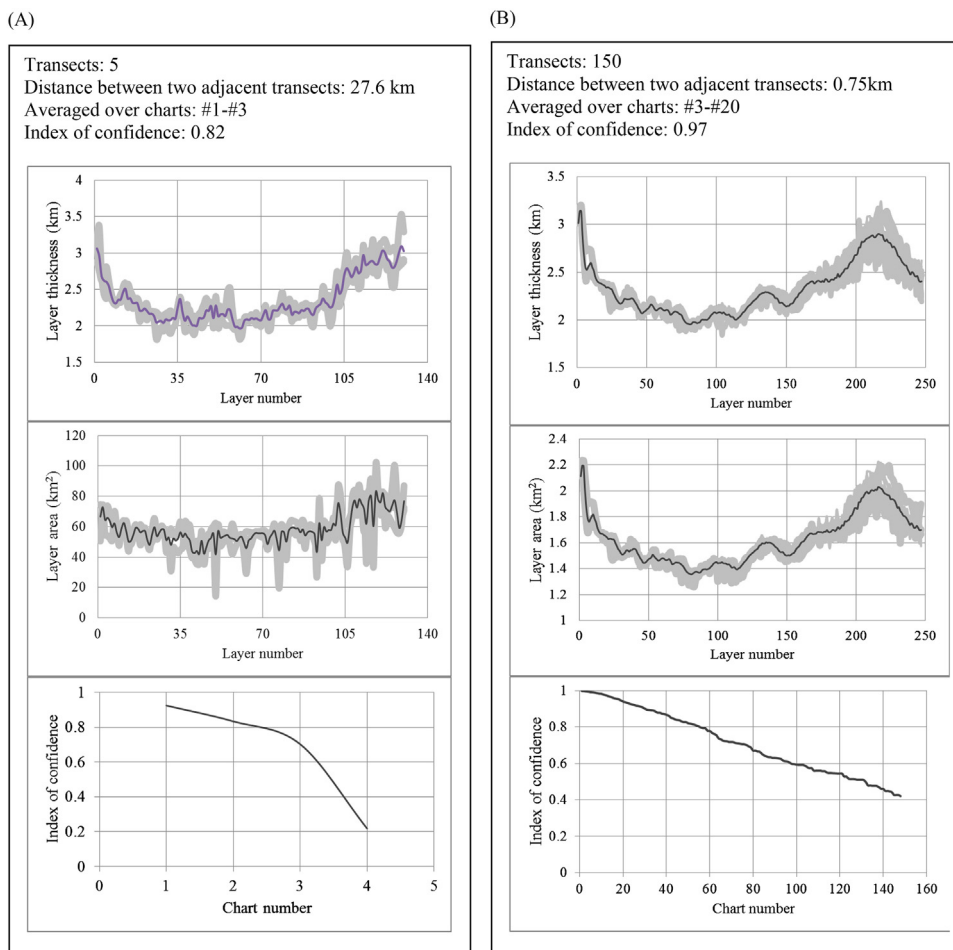 (A)
Transects: 5
Distance between two adjacent transects: 27.6 km
Averaged over charts: #1-#3
Index of confidence: 0.82
Layer thickness (km)
4
3.5
3
2.5
2
1.5
0 35 70 105 140
Layer number
Layer area (km²)
120
100
80
60
40
20
0
0 35 70 105 140
Layer number
Index of confidence
1
0.8
0.6
0.4
0.2
0
0 1 2 3 4 5
Chart number
(B)
Transects: 150
Distance between two adjacent transects: 0.75km
Averaged over charts: #3-#20
Index of confidence: 0.97
Layer thickness (km)
3.5
3
2.5
2
1.5
0 50 100 150 200 250
Layer number
Layer area (km²)
2.4
2.2
2
1.8
1.6
1.4
1.2
1
0 50 100 150 200 250
Layer number
Index of confidence
1
0.8
0.6
0.4
0.2
0
0 20 40 60 80 100 120 140 160
Chart number